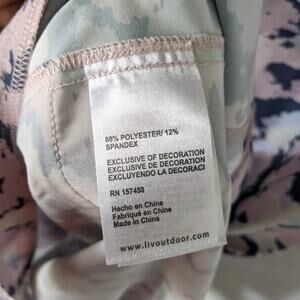 88% POLYESTER/ 12%
SPANDEX
EXCLUSIVE OF DECORATION
EXCLUSIVE DE DECORATION
EXCLUYENDO LA DECORACI
RN 157450
Hecho en China
Fabriqué en China
Made in China
www.livoutdoor.com